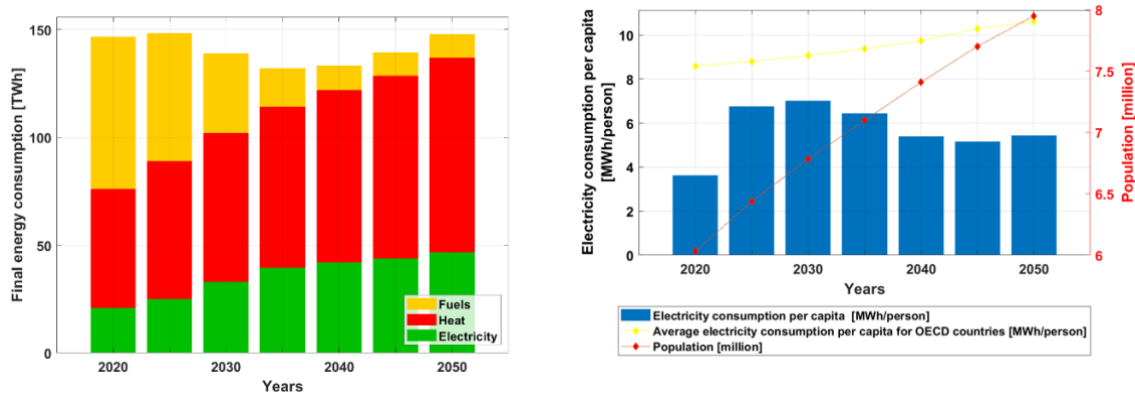 Final energy consumption [TWh]
150
100
50
0
2020
2030
2040
2050
Years
Fuels
Heat
Electricity
Electricity consumption per capita
[MWh/person]
10
8
6
4
2
0
2020
2030
2040
2050
Years
8
7.5
7
6.5
6
Population [million]
Electricity consumption per capita [MWh/person]
Average electricity consumption per capita for OECD countries [MWh/person]
Population [million]